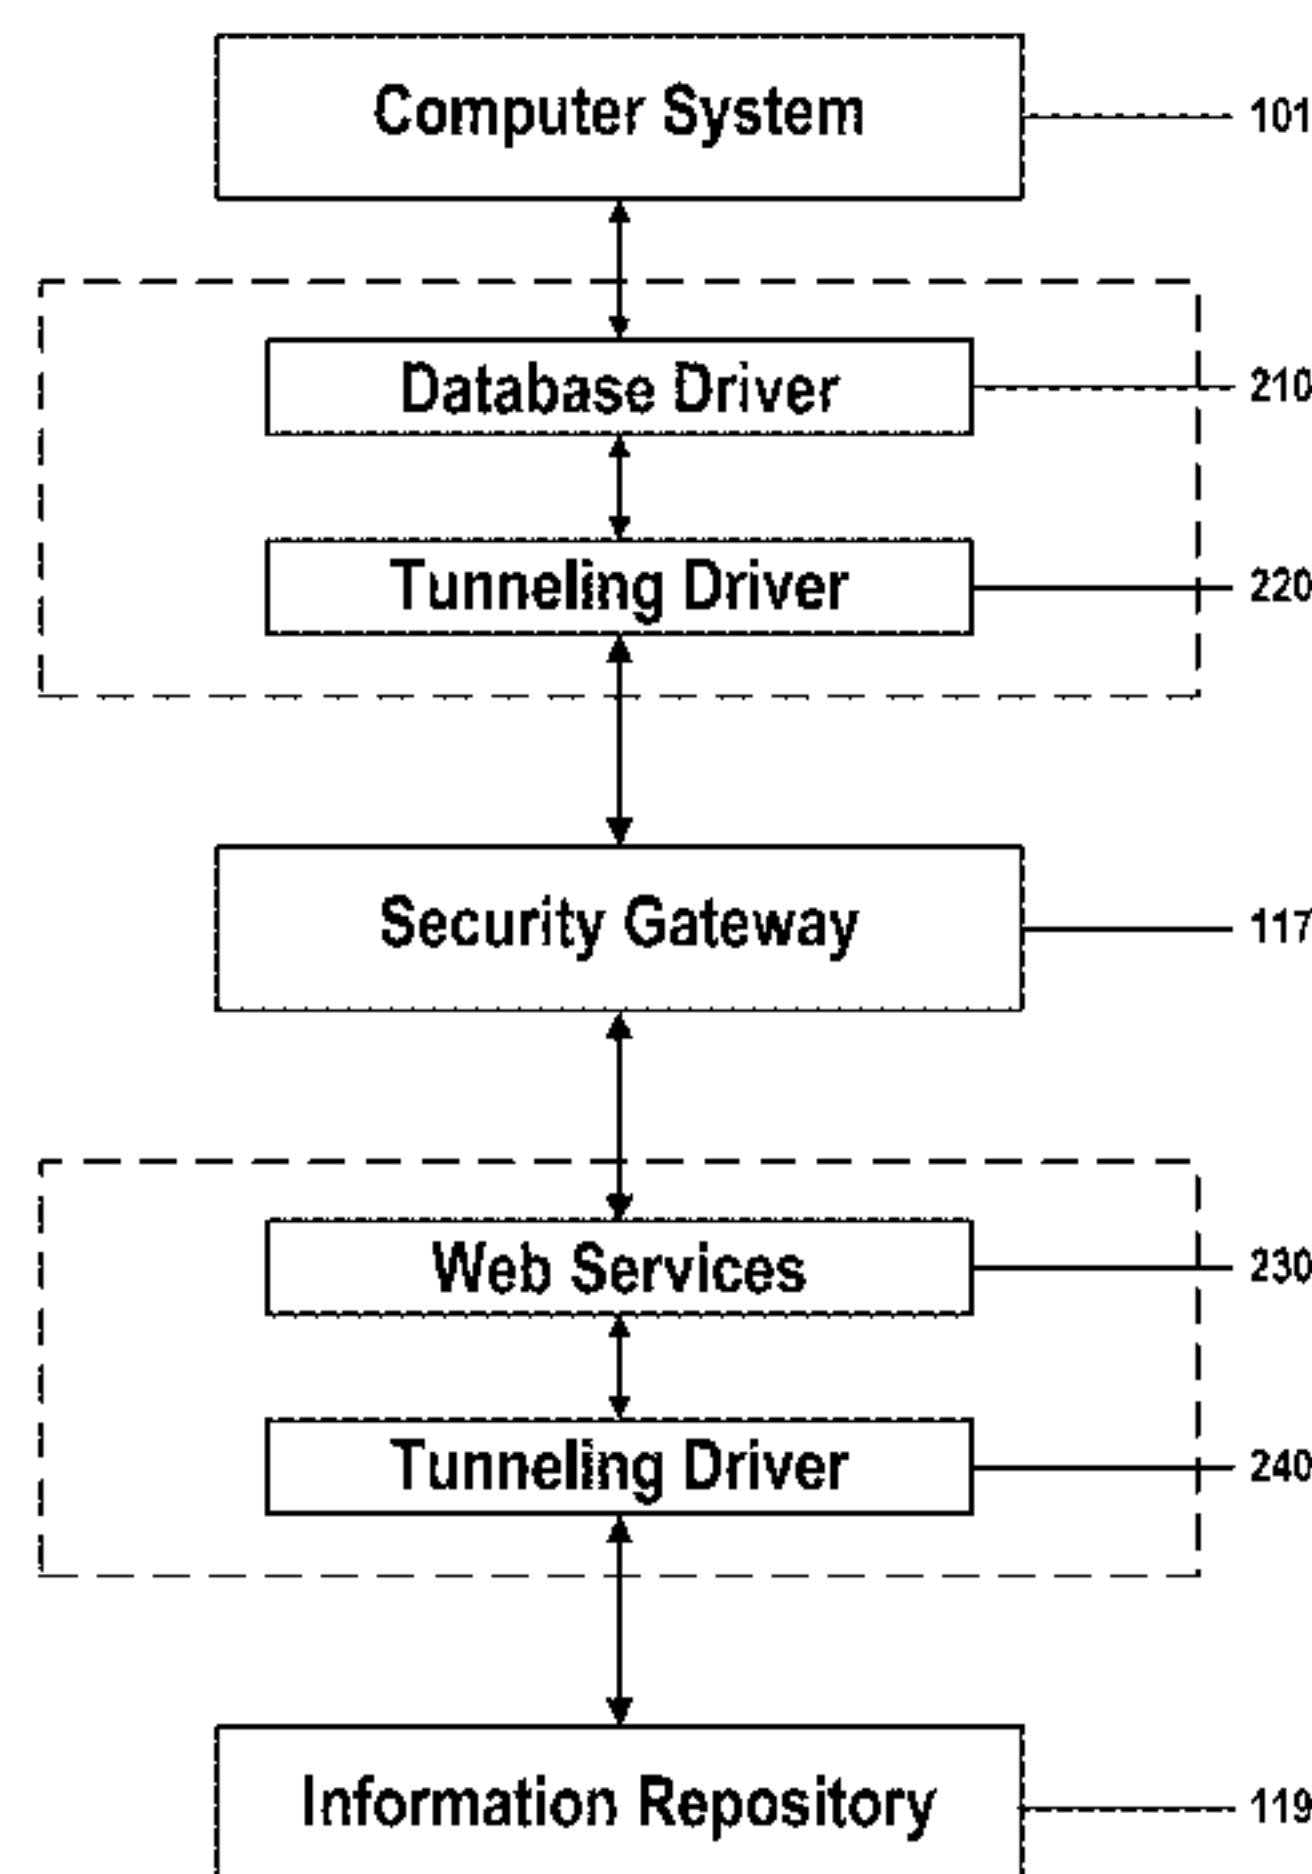 Computer System 101
Database Driver 210
Tunneling Driver 220
Security Gateway 117
Web Services 230
Tunneling Driver 240
Information Repository 119